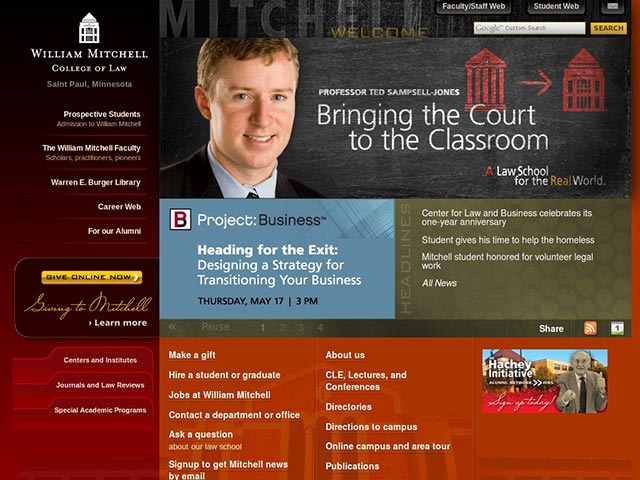 MITCHELL
WELCOME
Faculty/Staff Web
Student Web
Google™ Custom Search
SEARCH
WILLIAM MITCHELL
COLLEGE OF LAW
Saint Paul, Minnesota
Prospective Students
Admission to William Mitchell
The William Mitchell Faculty
Scholars, practitioners, pioneers
Warren E. Burger Library
Career Web
For our Alumni
GIVE ONLINE NOW
Giving to Mitchell
› Learn more
Centers and Institutes
Journals and Law Reviews
Special Academic Programs
PROFESSOR TED SAMPSELL-JONES
Bringing the Court
to the Classroom
A Law School
for the Real World.
B Project: Business™
Heading for the Exit:
Designing a Strategy for
Transitioning Your Business
THURSDAY, MAY 17 | 3 PM
HEADLINES
Center for Law and Business celebrates its
one-year anniversary
Student gives his time to help the homeless
Mitchell student honored for volunteer legal
work
All News
« Pause 1 2 3 4
Share
1
Make a gift
Hire a student or graduate
Jobs at William Mitchell
Contact a department or office
Ask a question
about our law school
Signup to get Mitchell news
by email
About us
CLE, Lectures, and
Conferences
Directories
Directions to campus
Online campus and area tour
Publications
Hachey
Initiative
ALUMNI. NETWORK >> JOBS
Sign up today!